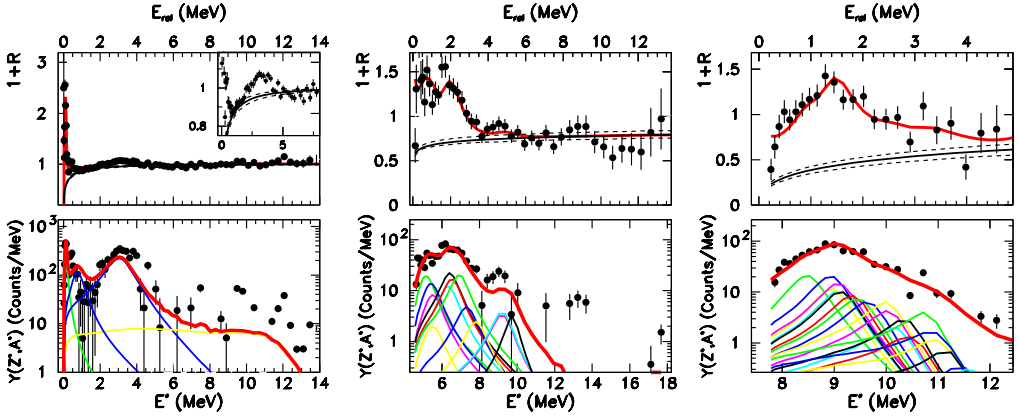 E_rel (MeV) E_rel (MeV) E_rel (MeV)
0 2 4 6 8 10 12 14 0 2 4 6 8 10 12 0 1 2 3 4
1+R 3 2 1 0
1 0.8 0 5
1+R 1.5 1 0.5 0
1+R 1.5 1 0.5 0
Y(Z*,A*) (Counts/MeV) 10^3 10^2 10 1
Y(Z*,A*) (Counts/MeV) 10^2 10 1
Y(Z*,A*) (Counts/MeV) 10^2 10 1
0 2 4 6 8 10 12 14 6 8 10 12 14 16 18 8 9 10 11 12
E* (MeV) E* (MeV) E* (MeV)